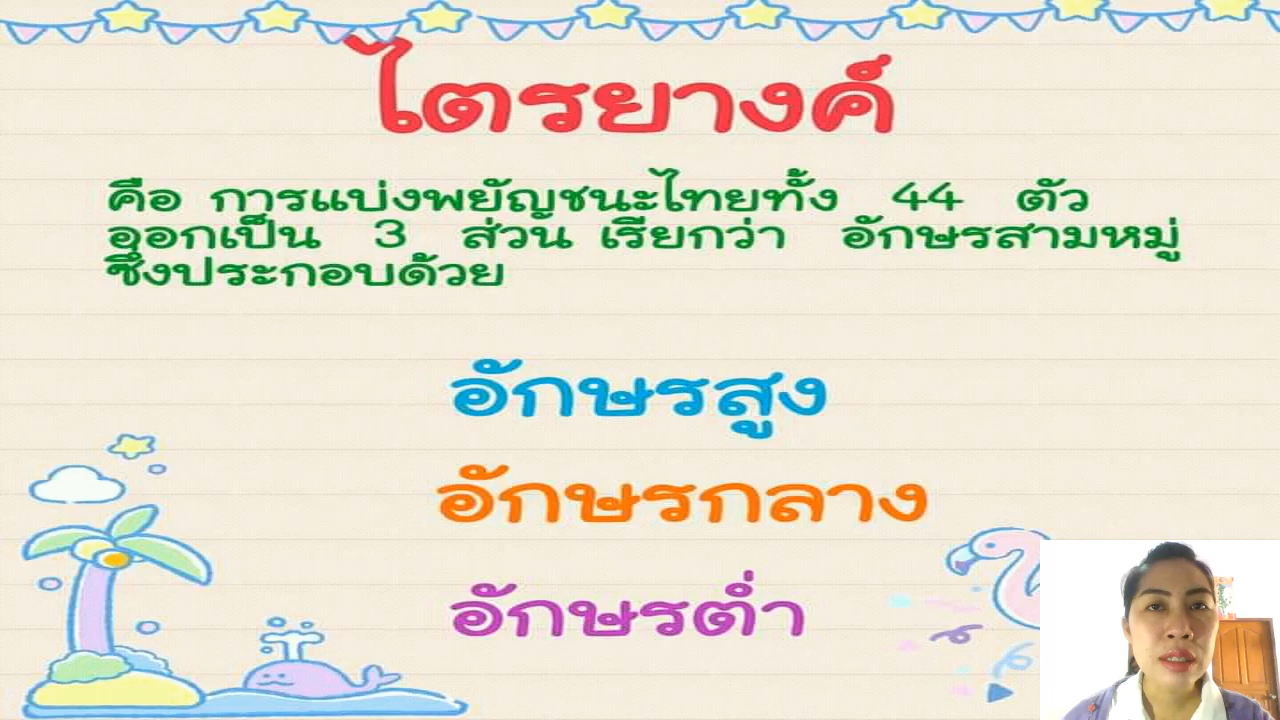 ไตรยางค์
คือ การแบ่งพยัญชนะไทยทั้ง 44 ตัว
ออกเป็น 3 ส่วน เรียกว่า อักษรสามหมู่
ซึ่งประกอบด้วย
อักษรสูง
อักษรกลาง
อักษรต่ำ